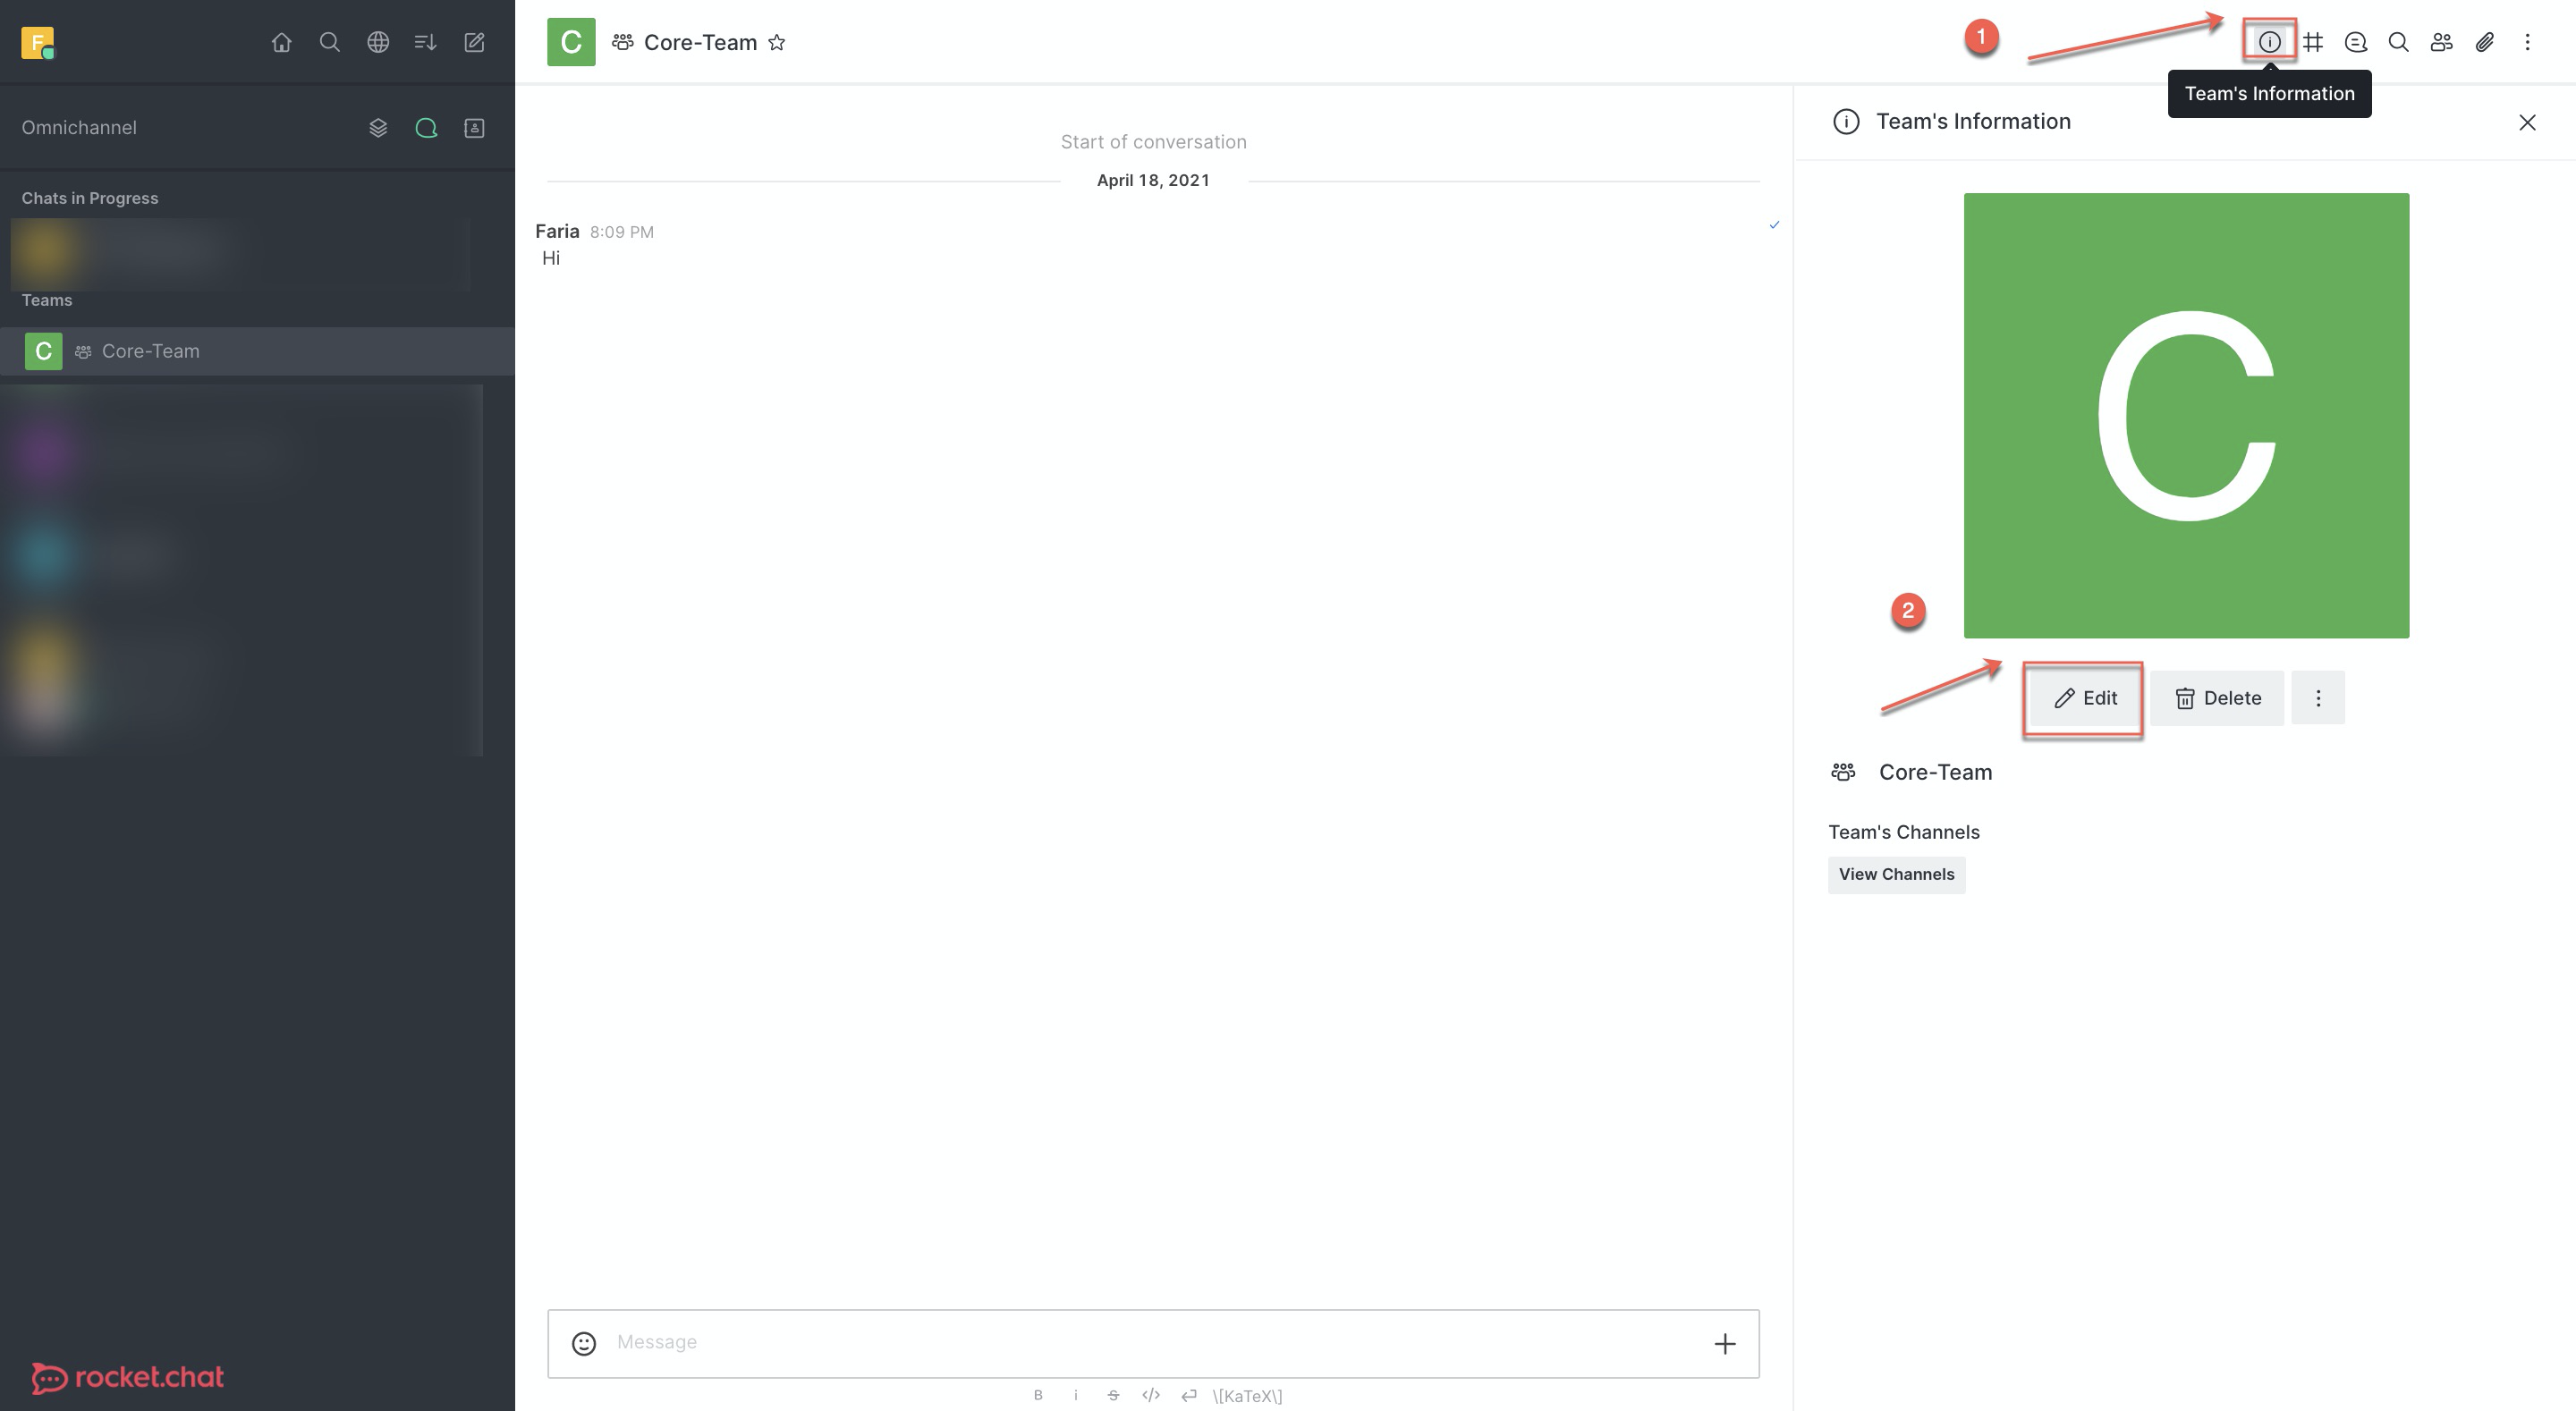 F
Omnichannel
Chats in Progress
Teams
C Core-Team
rocket.chat
C Core-Team
1
Team's Information
Start of conversation
April 18, 2021
Faria 8:09 PM
Hi
Message
B i S </> \[KaTeX\]
Team's Information
C
2
Edit Delete
Core-Team
Team's Channels
View Channels